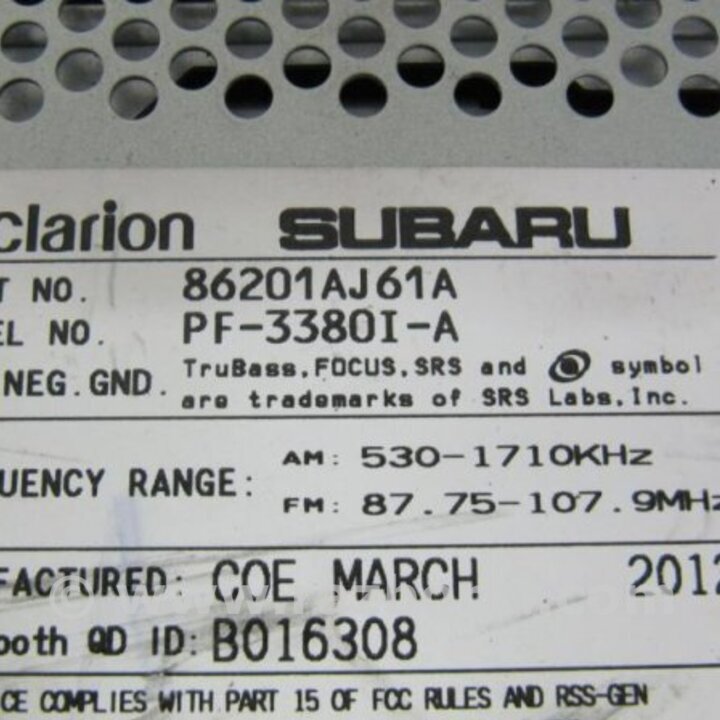 clarion SUBARU
T NO. 86201AJ61A
EL NO. PF-3380I-A
NEG.GND. TruBass,FOCUS,SRS and symbol
are trademarks of SRS Labs,Inc.
UENCY RANGE: AM: 530-1710KHz
FM: 87.75-107.9MHz
FACTURED: COE MARCH 2012
ooth QD ID: B016308
CE COMPLIES WITH PART 15 OF FCC RULES AND RSS-GEN